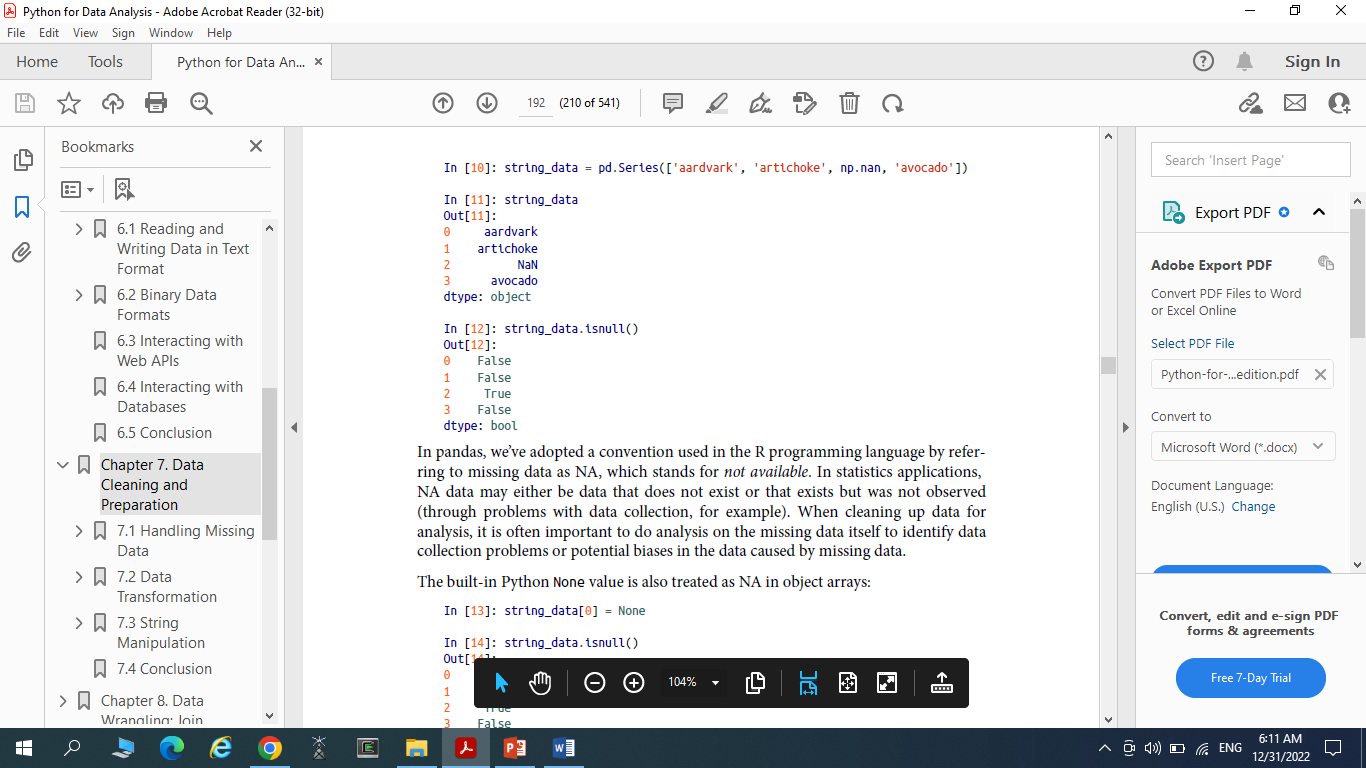 Python for Data Analysis - Adobe Acrobat Reader (32-bit)
File Edit View Sign Window Help
Home Tools Python for Data An... × Sign In
192 (210 of 541)
Bookmarks
6.1 Reading and
Writing Data in Text
Format
6.2 Binary Data
Formats
6.3 Interacting with
Web APIs
6.4 Interacting with
Databases
6.5 Conclusion
Chapter 7. Data
Cleaning and
Preparation
7.1 Handling Missing
Data
7.2 Data
Transformation
7.3 String
Manipulation
7.4 Conclusion
Chapter 8. Data
Wrangling: Join,
In [10]: string_data = pd.Series(['aardvark', 'artichoke', np.nan, 'avocado'])
In [11]: string_data
Out[11]:
0 aardvark
1 artichoke
2 NaN
3 avocado
dtype: object
In [12]: string_data.isnull()
Out[12]:
0 False
1 False
2 True
3 False
dtype: bool
In pandas, we’ve adopted a convention used in the R programming language by refer-
ring to missing data as NA, which stands for not available. In statistics applications,
NA data may either be data that does not exist or that exists but was not observed
(through problems with data collection, for example). When cleaning up data for
analysis, it is often important to do analysis on the missing data itself to identify data
collection problems or potential biases in the data caused by missing data.
The built-in Python None value is also treated as NA in object arrays:
In [13]: string_data[0] = None
In [14]: string_data.isnull()
Out[14]:
0
1
2 True
3 False
104%
Search 'Insert Page'
Export PDF
Adobe Export PDF
Convert PDF Files to Word
or Excel Online
Select PDF File
Python-for-...edition.pdf
Convert to
Microsoft Word (*.docx)
Document Language:
English (U.S.) Change
Convert, edit and e-sign PDF
forms & agreements
Free 7-Day Trial
ENG
6:11 AM
12/31/2022